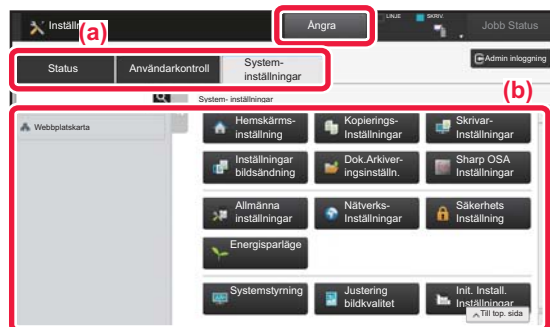 Inställ
Ångra
LINJE
SKRIV.
Jobb Status
(a)
Admin inloggning
Status
Användarkontroll
System-
inställningar
(b)
System- inställningar
Webbplatskarta
Hemskärms-
inställning
Kopierings-
Inställningar
Skrivar-
Inställningar
Inställningar
bildsändning
Dok.Arkiver-
ingsinställn.
Sharp OSA
Inställningar
Allmänna
inställningar
Nätverks-
Inställningar
Säkerhets
Inställning
Energisparläge
Systemstyrning
Justering
bildkvalitet
Init. Install.
Inställningar
Till top. sida